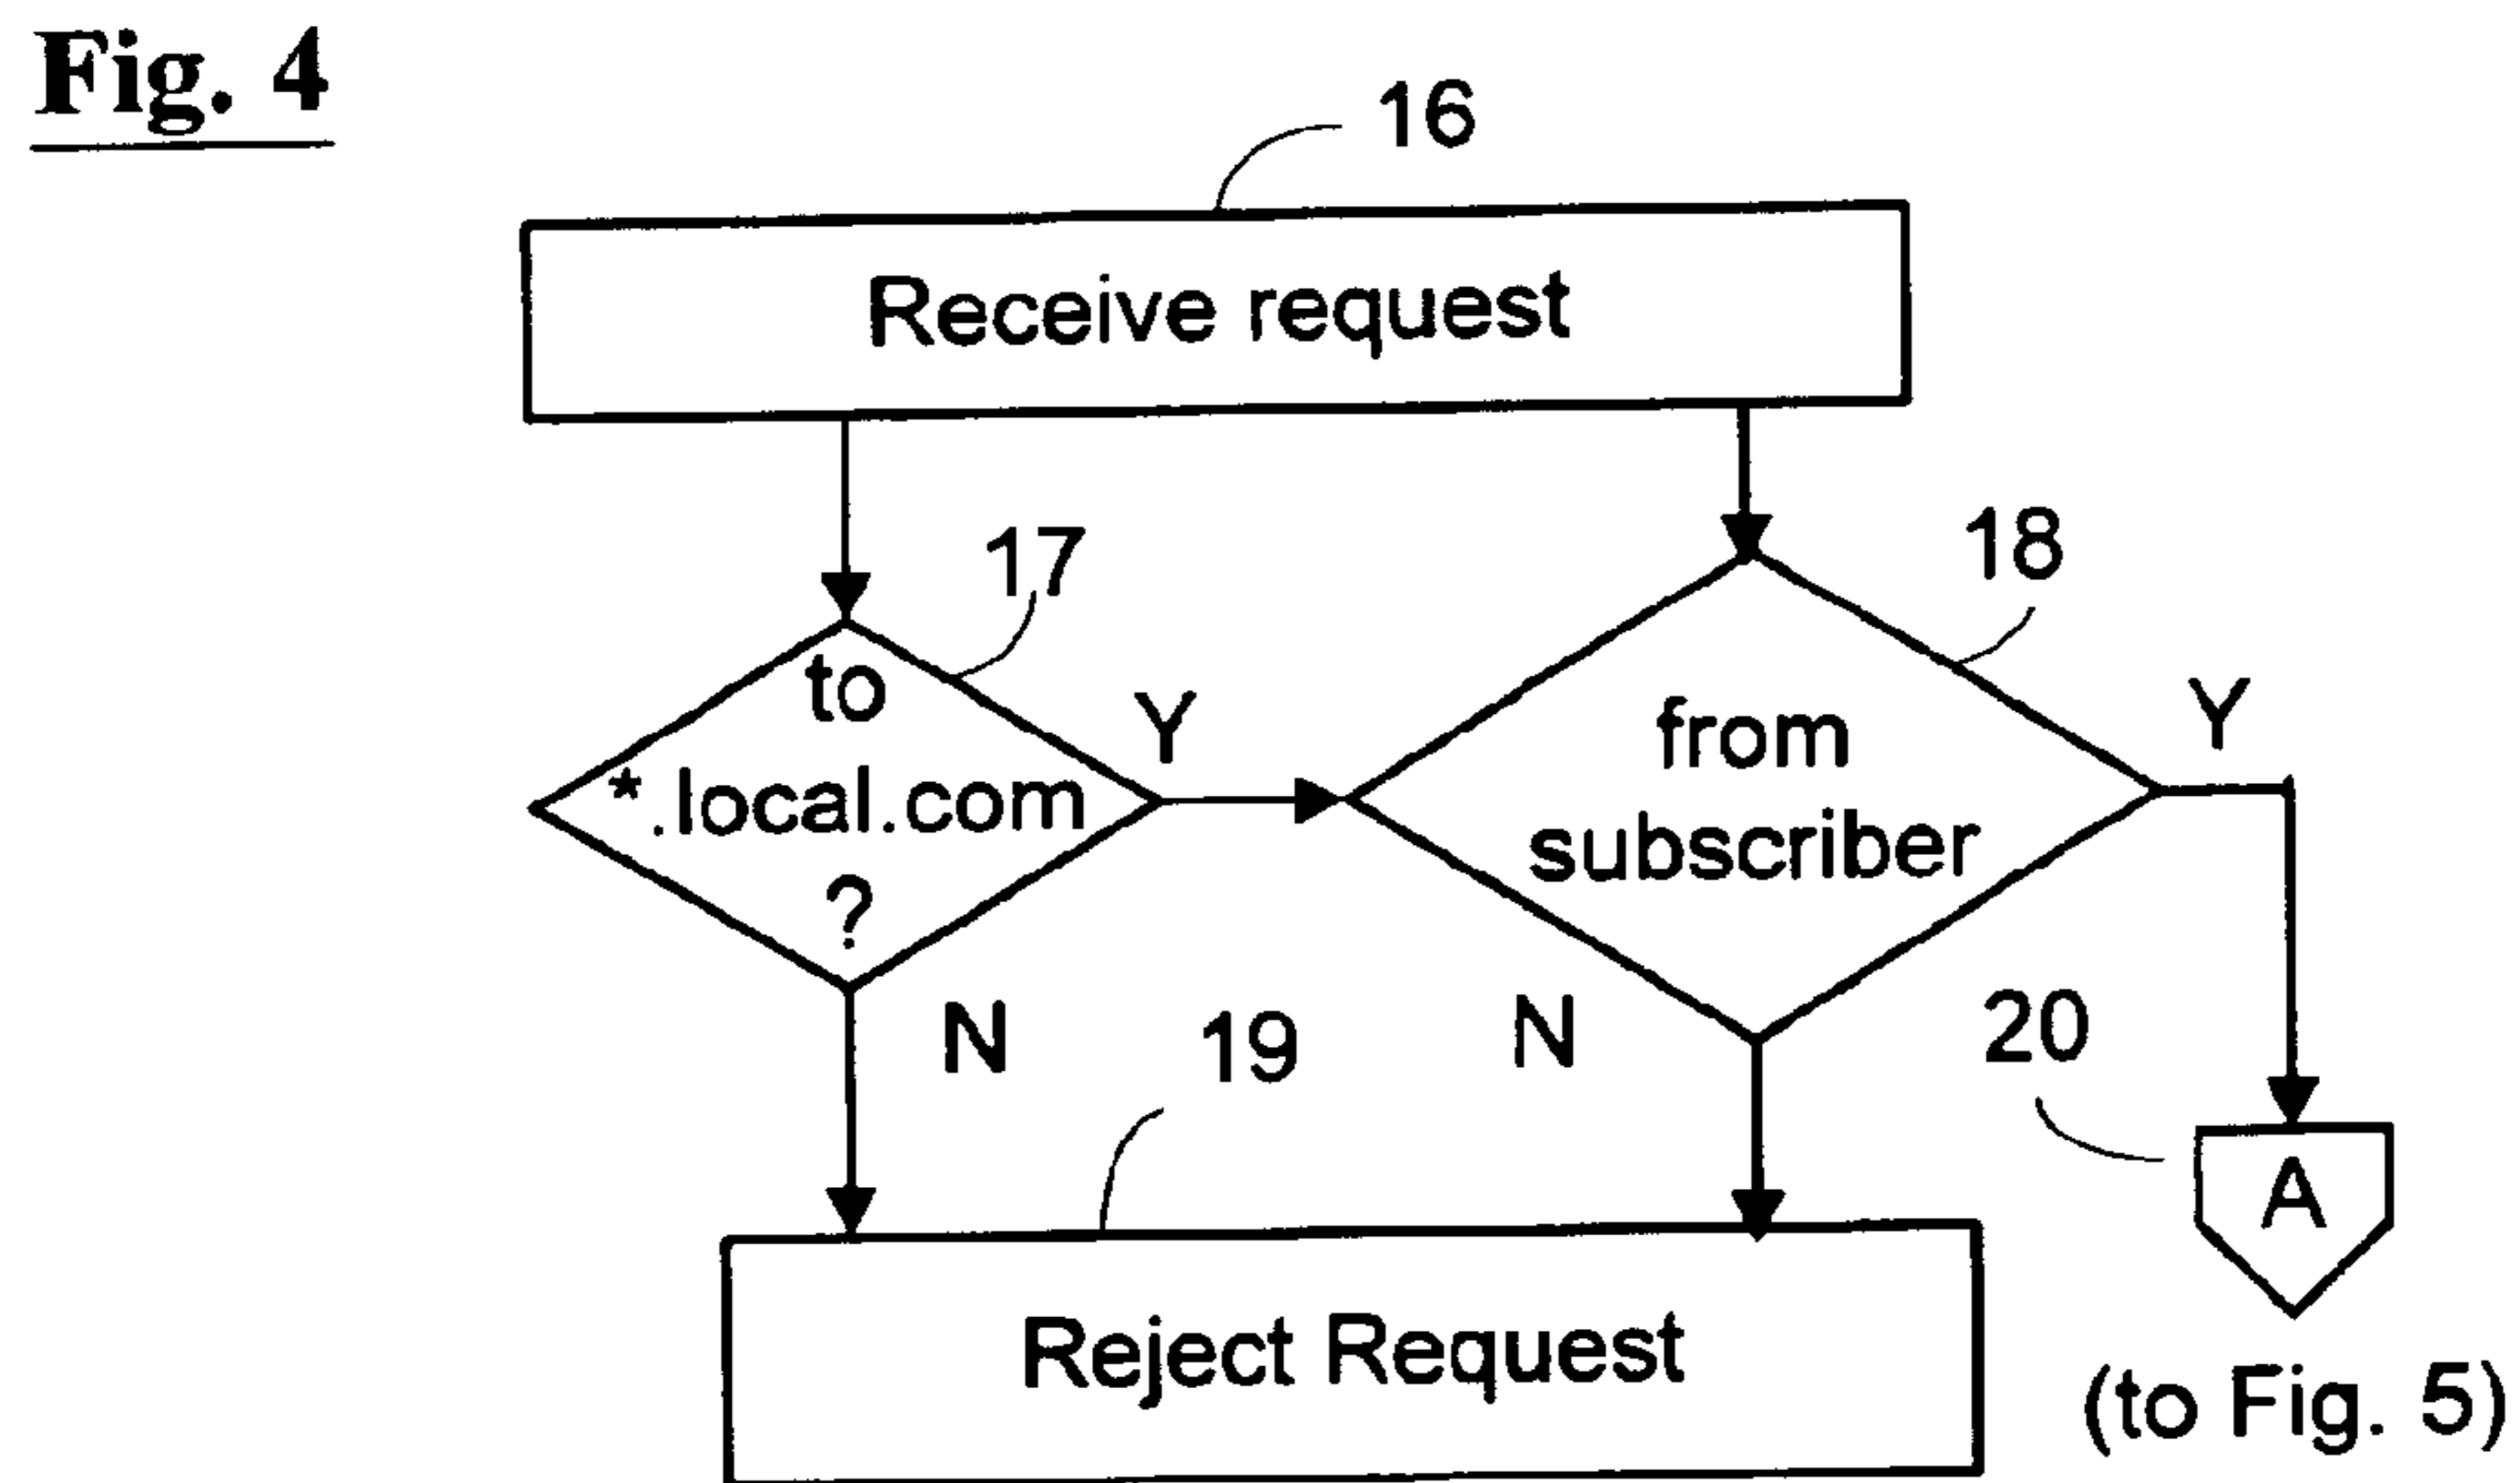 Fig. 4
16
Receive request
17
18
to
*.local.com
?
Y
from
subscriber
Y
N
19
N
20
A
Reject Request
(to Fig. 5)